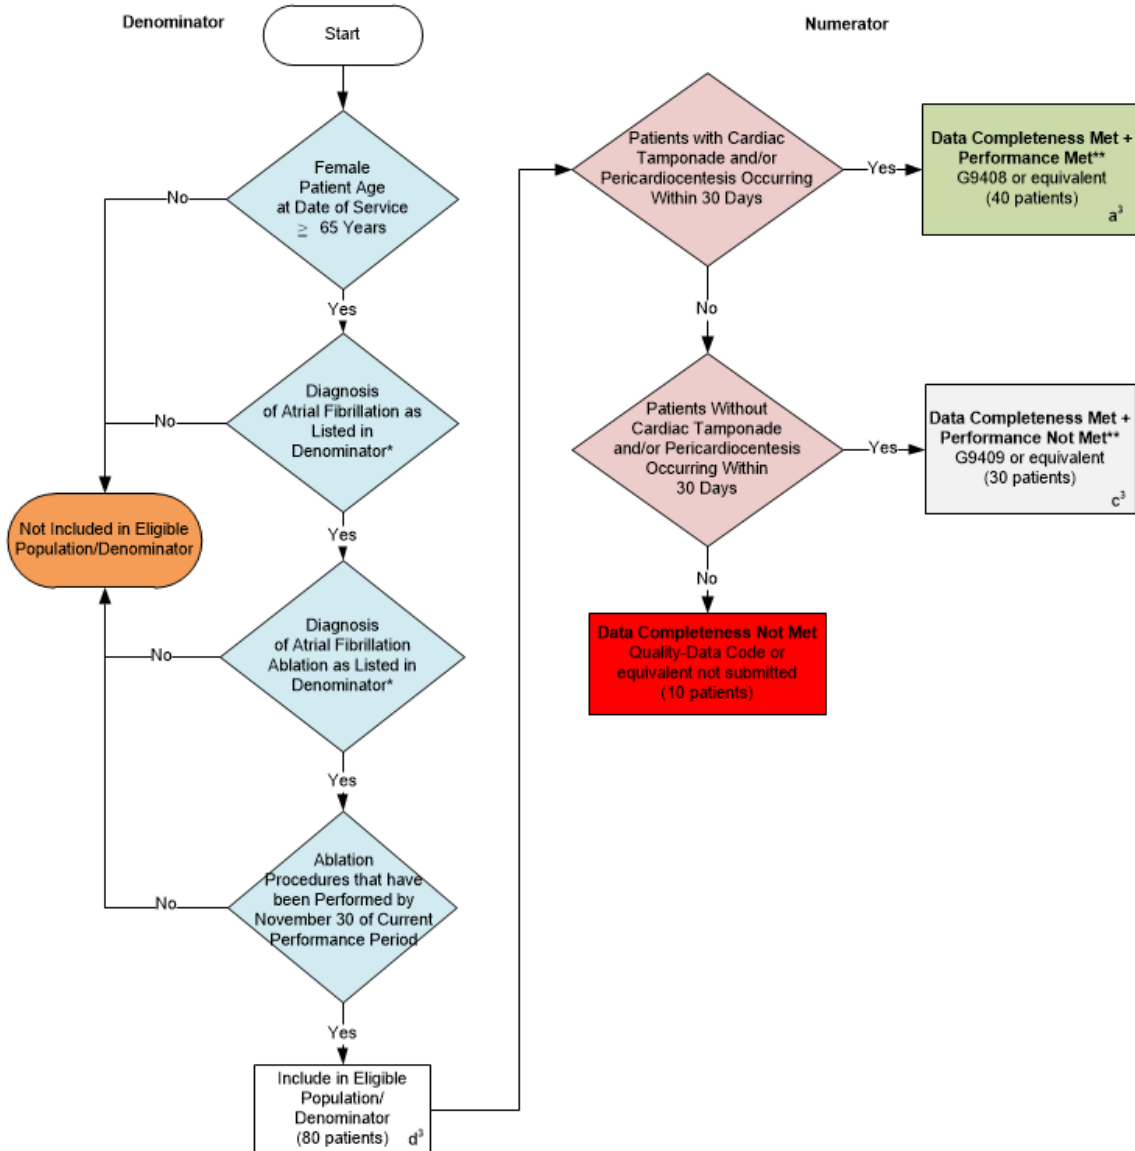 Denominator
Start
Numerator
Female
Patient Age
at Date of Service
≥ 65 Years
No
Yes
Diagnosis
of Atrial Fibrillation as
Listed in
Denominator*
No
Yes
Not Included in Eligible
Population/Denominator
Diagnosis
of Atrial Fibrillation
Ablation as Listed in
Denominator*
No
Yes
Ablation
Procedures that have
been Performed by
November 30 of Current
Performance Period
No
Yes
Include in Eligible
Population/
Denominator
(80 patients) d³
Patients with Cardiac
Tamponade and/or
Pericardiocentesis Occurring
Within 30 Days
Yes
Data Completeness Met +
Performance Met**
G9408 or equivalent
(40 patients)
a³
No
Patients Without
Cardiac Tamponade
and/or Pericardiocentesis
Occurring Within
30 Days
Yes
Data Completeness Met +
Performance Not Met**
G9409 or equivalent
(30 patients)
c³
No
Data Completeness Not Met
Quality-Data Code or
equivalent not submitted
(10 patients)